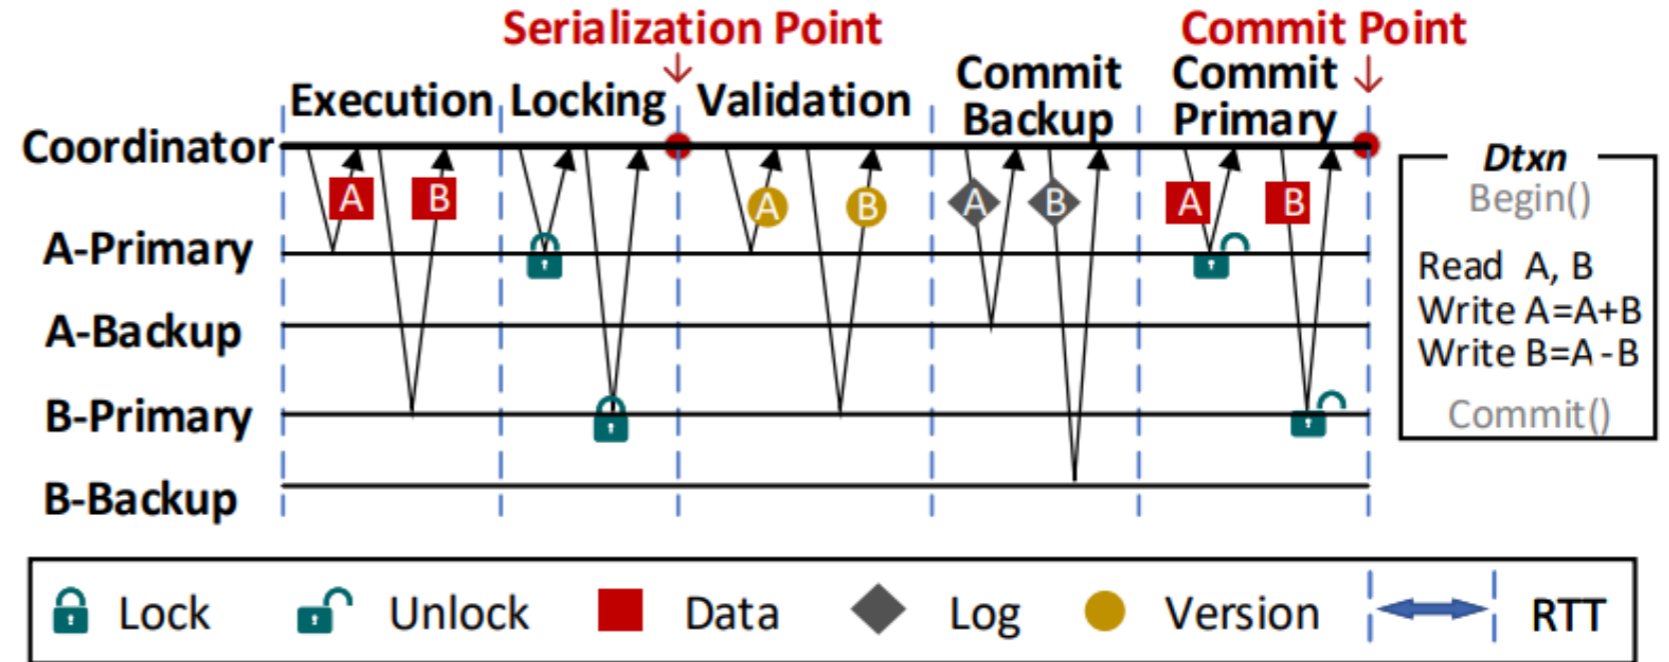 Serialization Point
Commit Point
Execution
Locking
Validation
Commit
Backup
Commit
Primary
Coordinator
A
B
A
B
A
B
A
B
A-Primary
A-Backup
B-Primary
B-Backup
Dtxn
Begin()
Read A, B
Write A=A+B
Write B=A-B
Commit()
Lock
Unlock
Data
Log
Version
RTT